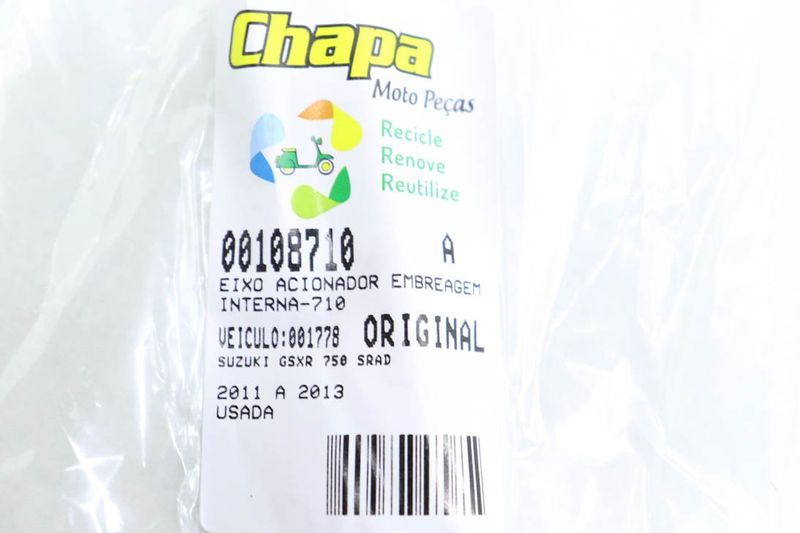 Chapa
Moto Peças
Recicle
Renove
Reutilize
00108710 A
EIXO ACIONADOR EMBREAGEM
INTERNA-710
VEICULO:001778 ORIGINAL
SUZUKI GSXR 750 SRAD
2011 A 2013
USADA